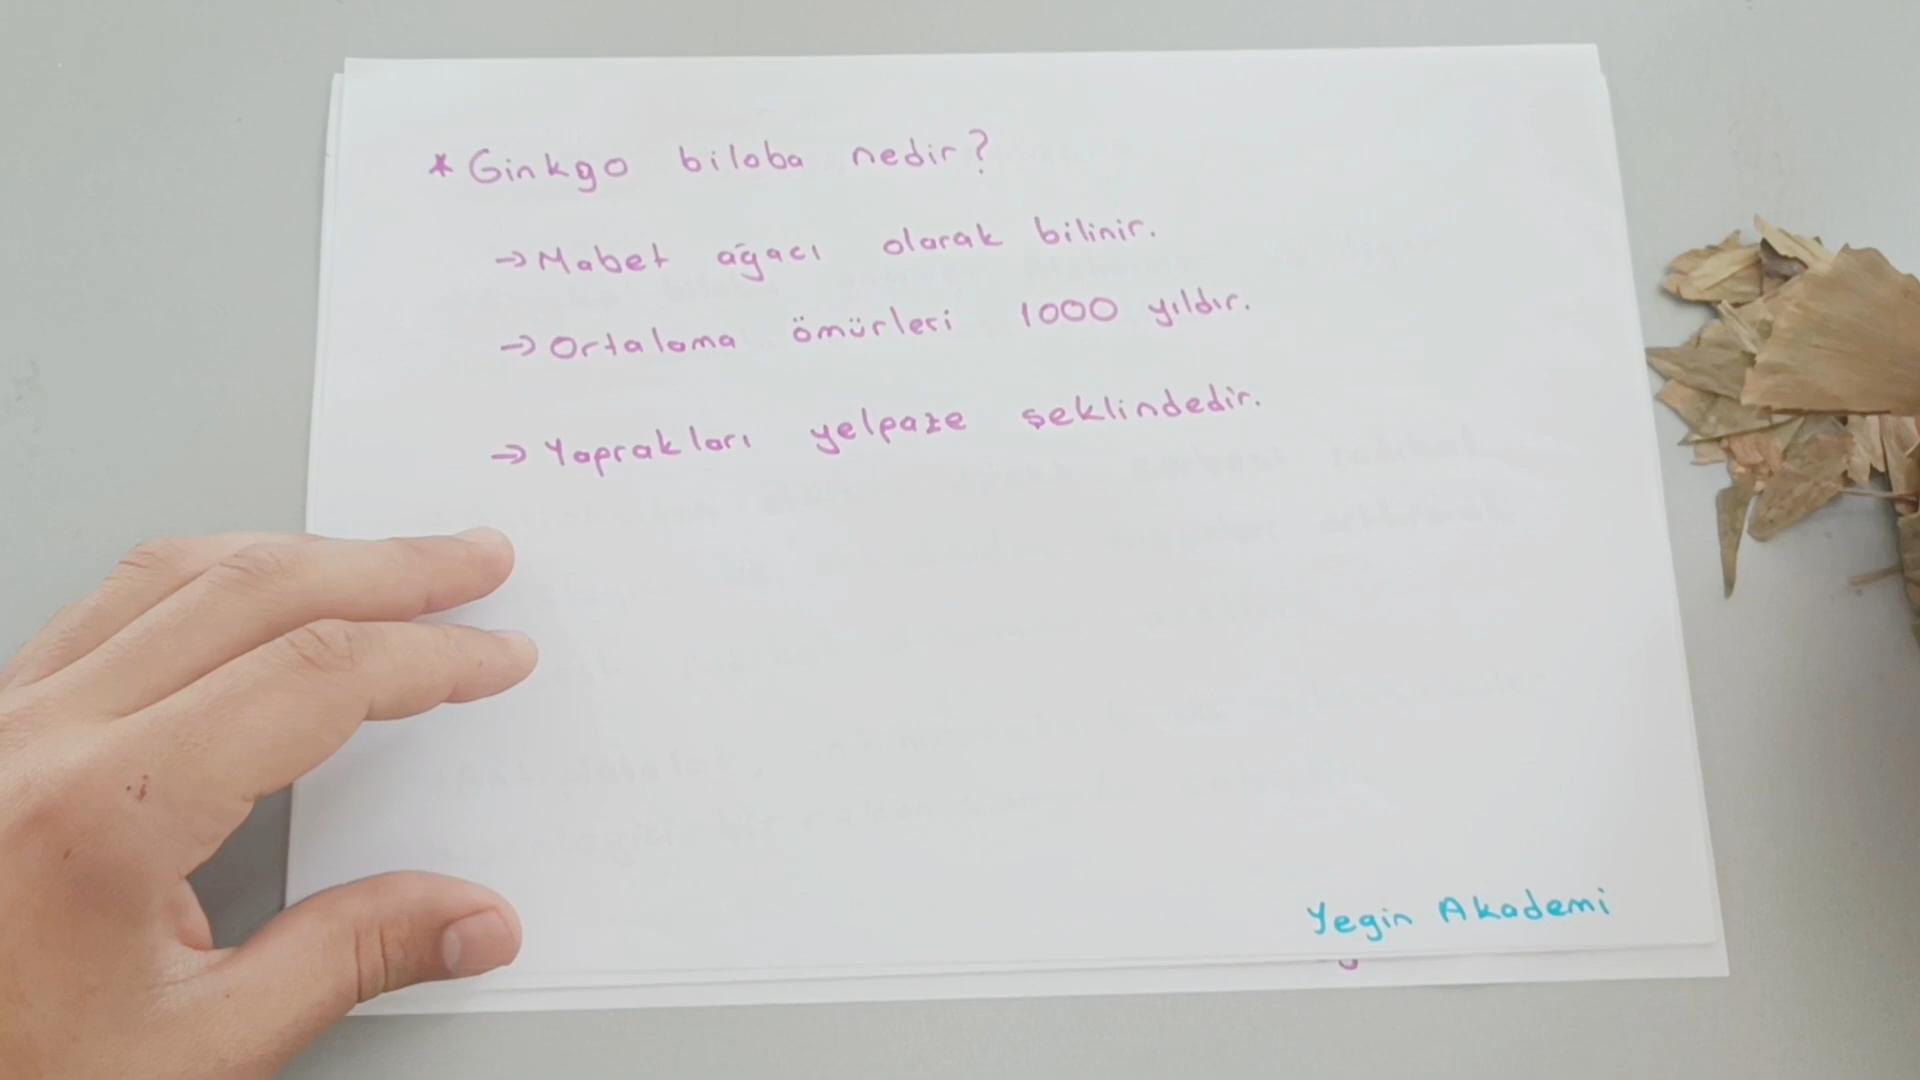 * Ginkgo biloba nedir?
→ Mabet ağacı olarak bilinir.
→ Ortalama ömürleri 1000 yıldır.
→ Yaprakları yelpaze şeklindedir.
Yegin Akademi